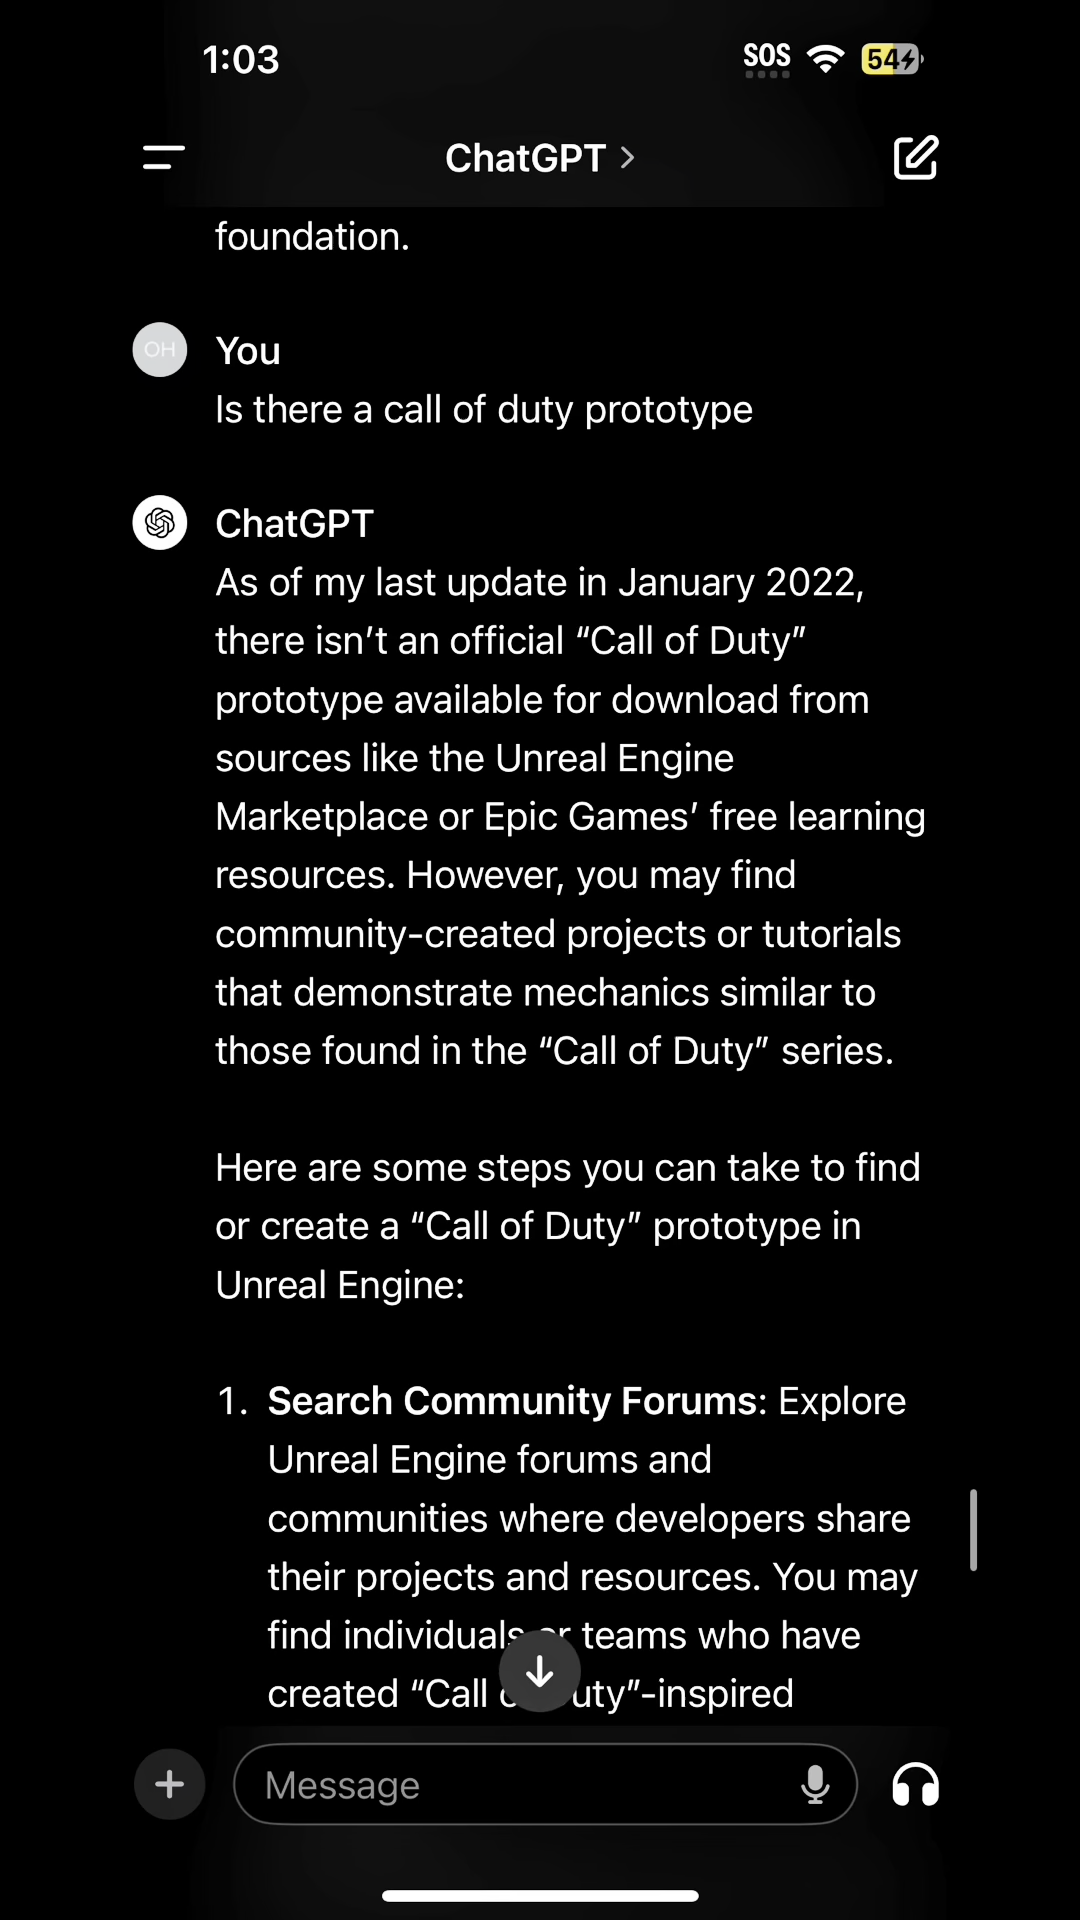 1:03
SOS
54
ChatGPT
foundation.
OH
You
Is there a call of duty prototype
ChatGPT
As of my last update in January 2022,
there isn’t an official “Call of Duty”
prototype available for download from
sources like the Unreal Engine
Marketplace or Epic Games’ free learning
resources. However, you may find
community-created projects or tutorials
that demonstrate mechanics similar to
those found in the “Call of Duty” series.
Here are some steps you can take to find
or create a “Call of Duty” prototype in
Unreal Engine:
1. Search Community Forums: Explore
Unreal Engine forums and
communities where developers share
their projects and resources. You may
find individuals or teams who have
created “Call of Duty”-inspired
Message